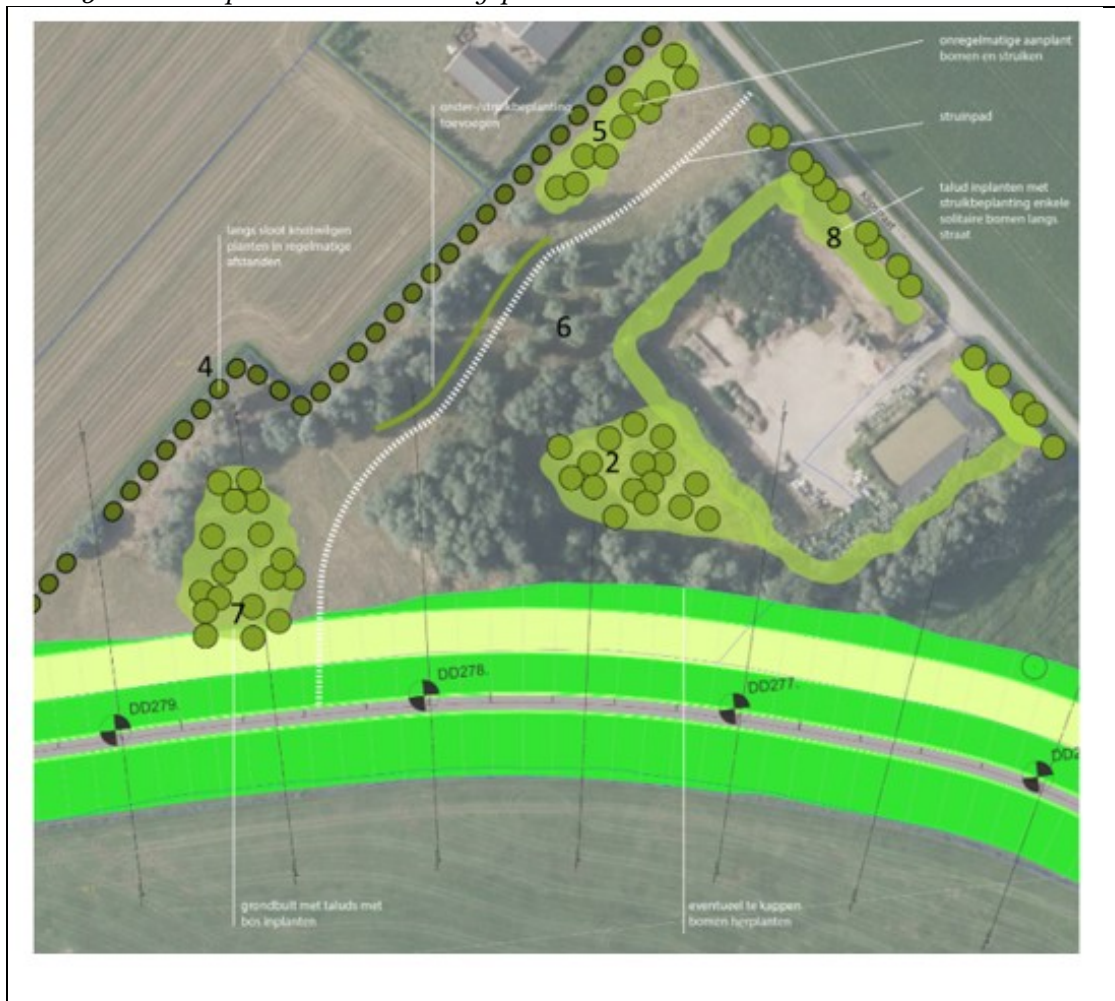 onregelmatige aanplant
bomen en struiken
onder-/struikbeplanting
toevoegen
struinpad
5
talud inplanten met
struikbeplanting enkele
solitaire bomen langs
straat
langs sloot knotwilgen
planten in regelmatige
afstanden
8
6
4
2
7
DD279.
DD278.
DD277.
DD2
grondbult met taluds met
bos inplanten
eventueel te kappen
bomen herplanten